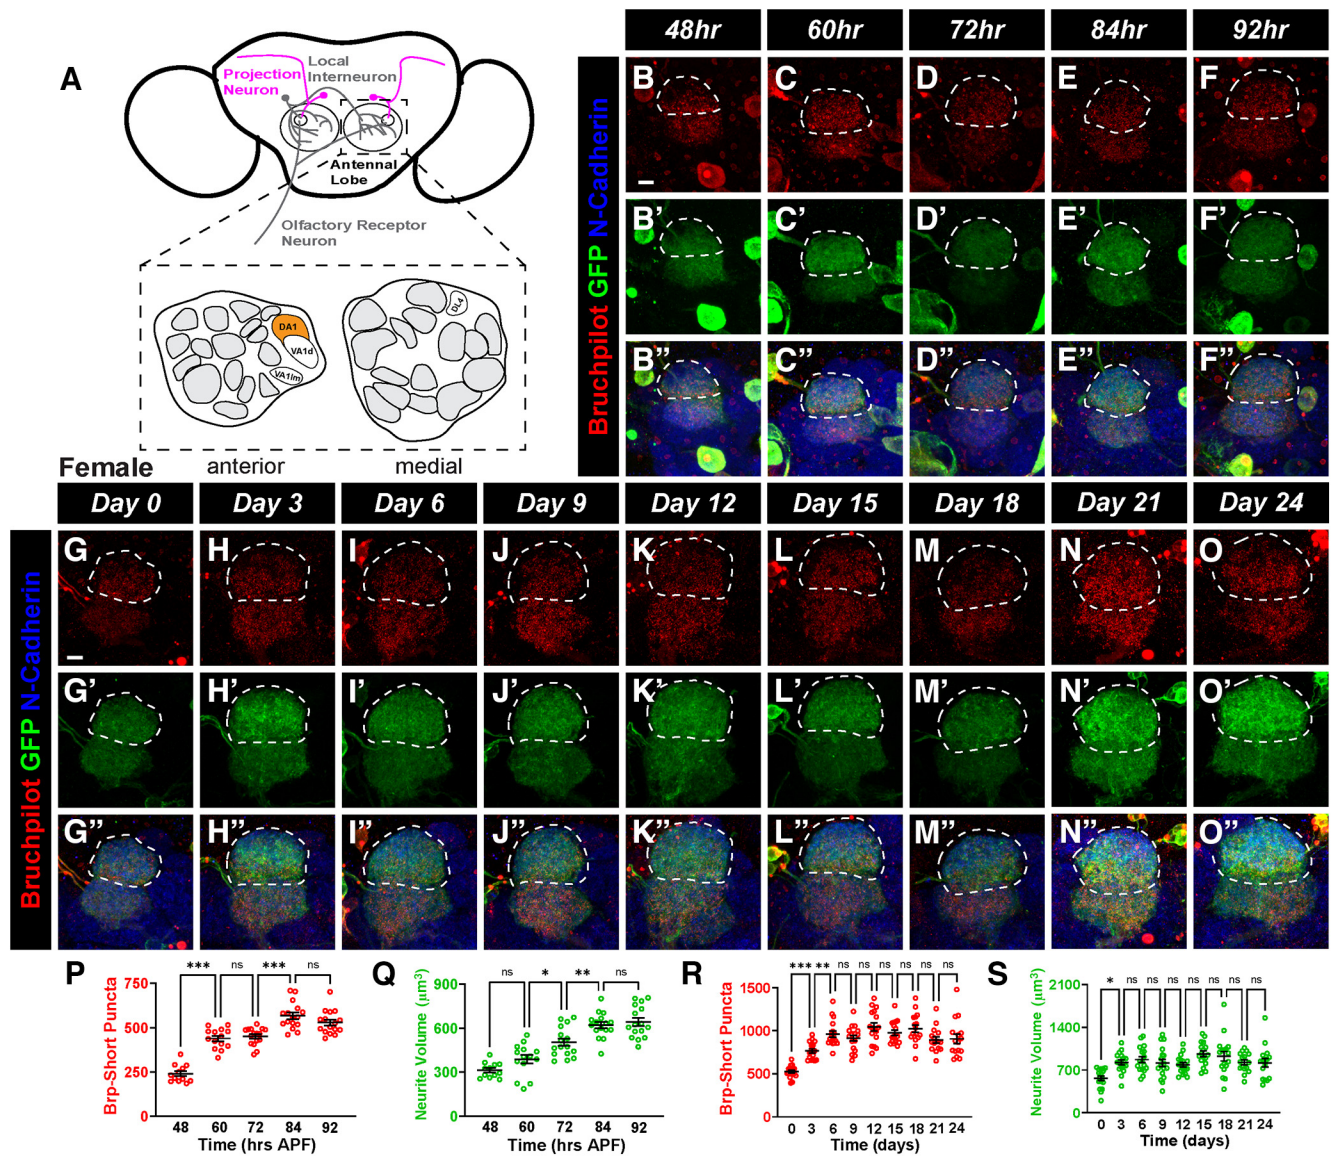 A
Projection
Neuron
Local
Interneuron
Antennal
Lobe
Olfactory Receptor
Neuron
DA1
VA1d
VA1lm
DL4
anterior
medial
48hr
60hr
72hr
84hr
92hr
Bruchpilot GFP N-Cadherin
B
C
D
E
F
B’
C’
D’
E’
F’
B”
C”
D”
E”
F”
Female
Day 0
Day 3
Day 6
Day 9
Day 12
Day 15
Day 18
Day 21
Day 24
Bruchpilot GFP N-Cadherin
G
H
I
J
K
L
M
N
O
G’
H’
I’
J’
K’
L’
M’
N’
O’
G”
H”
I”
J”
K”
L”
M”
N”
O”
P
Brp-Short Puncta
750
500
250
0
*** ns *** ns
48 60 72 84 92
Time (hrs APF)
Q
Neurite Volume (μm³)
900
600
300
0
ns * ** ns
48 60 72 84 92
Time (hrs APF)
R
Brp-Short Puncta
1500
1000
500
0
*** ** ns ns ns ns ns ns
0 3 6 9 12 15 18 21 24
Time (days)
S
Neurite Volume (μm³)
2100
1400
700
0
* ns ns ns ns ns ns ns
0 3 6 9 12 15 18 21 24
Time (days)